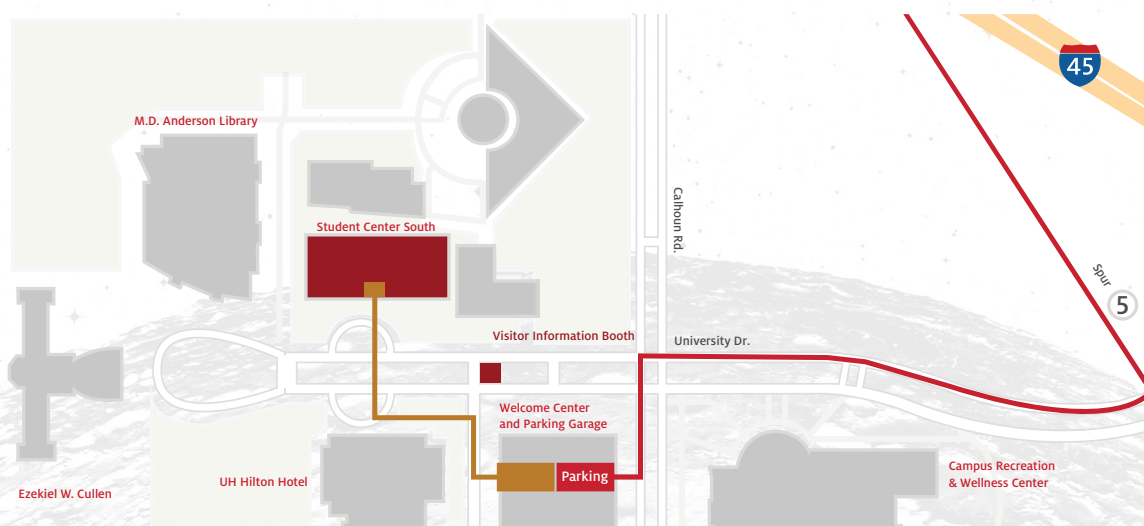 45
M.D. Anderson Library
Calhoun Rd.
Student Center South
Spur
5
Visitor Information Booth
University Dr.
Welcome Center
and Parking Garage
Parking
Campus Recreation
& Wellness Center
UH Hilton Hotel
Ezekiel W. Cullen